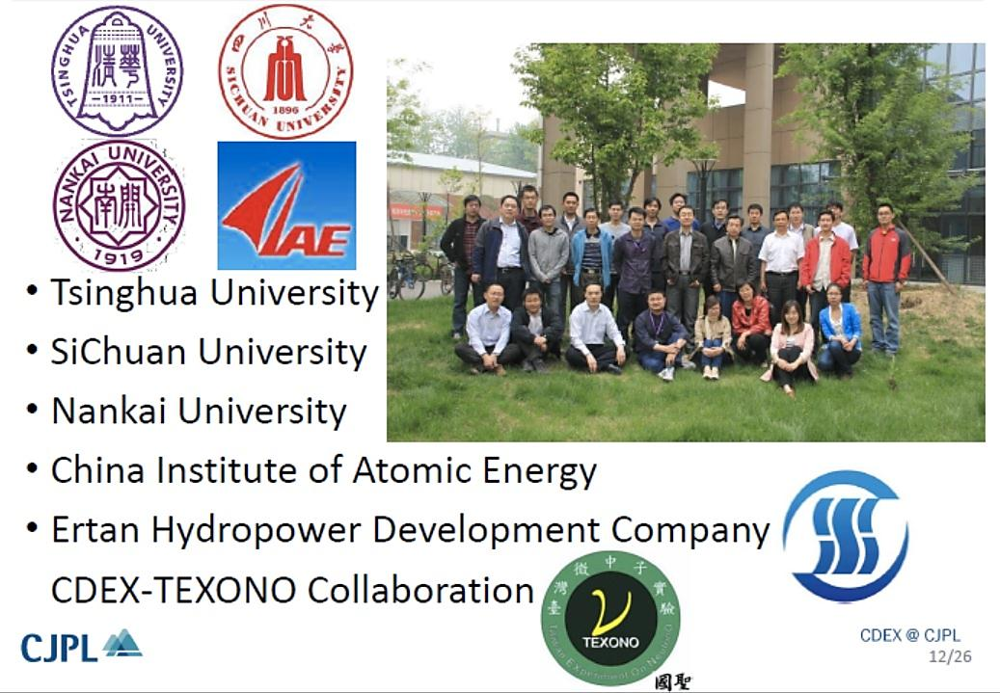 TSINGHUA UNIVERSITY
清華
-1911-
四川大學
SICHUAN UNIVERSITY
1896
NANKAI UNIVERSITY
南開
1919
IAE
• Tsinghua University
• SiChuan University
• Nankai University
• China Institute of Atomic Energy
• Ertan Hydropower Development Company
CDEX-TEXONO Collaboration
臺灣微中子實驗
TEXONO
Taiwan EXperiment On NeutrinO
國聖
CJPL
CDEX @ CJPL
12/26